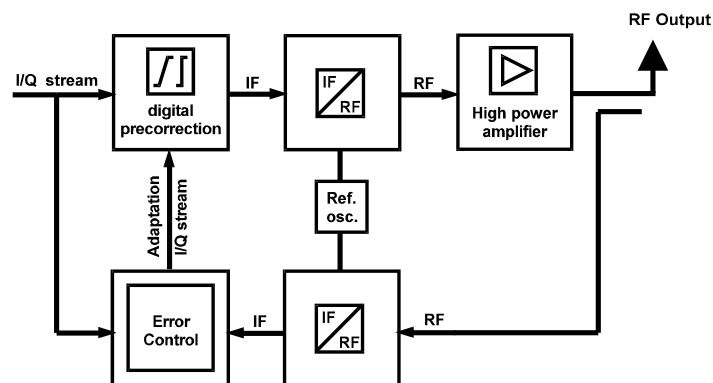 RF Output
I/Q stream
digital
precorrection
IF
IF
RF
RF
High power
amplifier
Adaptation
I/Q stream
Ref.
osc.
Error
Control
IF
IF
RF
RF